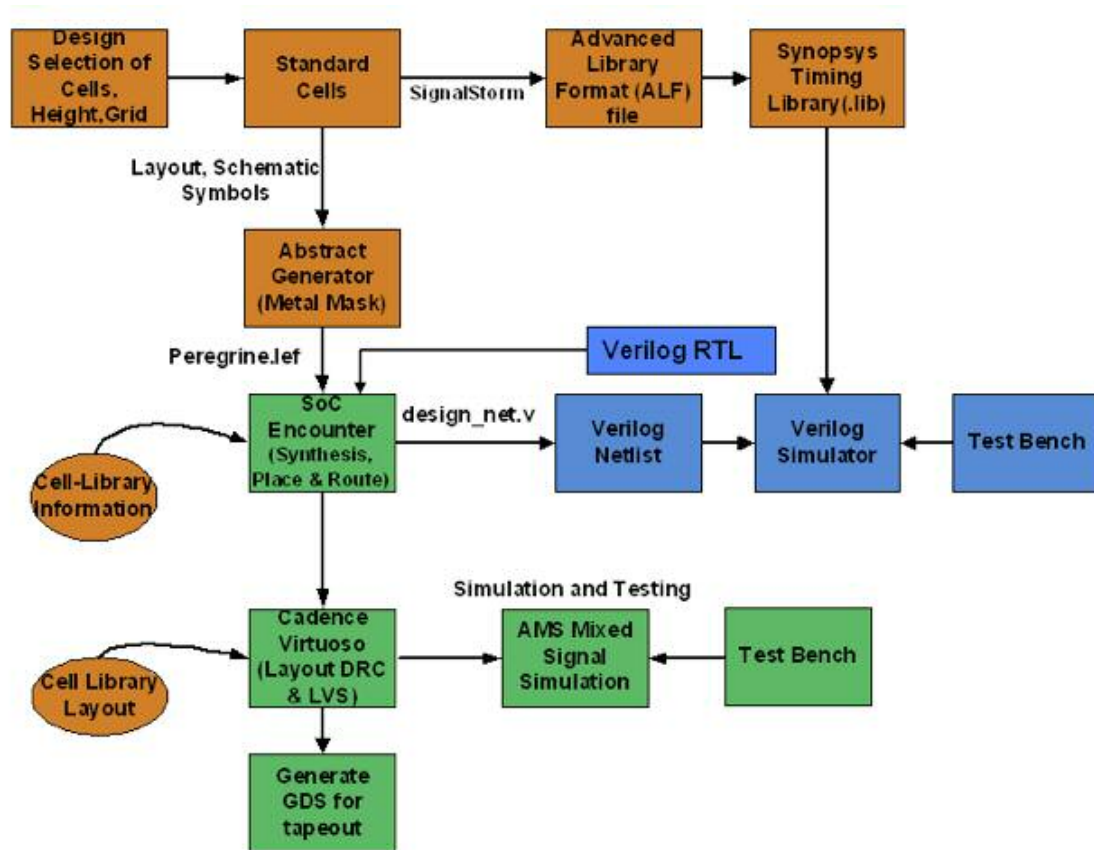 Design
Selection of
Cells,
Height,Grid
Standard
Cells
SignalStorm
Advanced
Library
Format (ALF)
file
Synopsys
Timing
Library(.lib)
Layout, Schematic
Symbols
Abstract
Generator
(Metal Mask)
Peregrine.lef
Verilog RTL
SoC
Encounter
(Synthesis,
Place & Route)
design_net.v
Verilog
Netlist
Verilog
Simulator
Test Bench
Cell-Library
Information
Simulation and Testing
Cadence
Virtuoso
(Layout DRC
& LVS)
AMS Mixed
Signal
Simulation
Test Bench
Cell Library
Layout
Generate
GDS for
tapeout